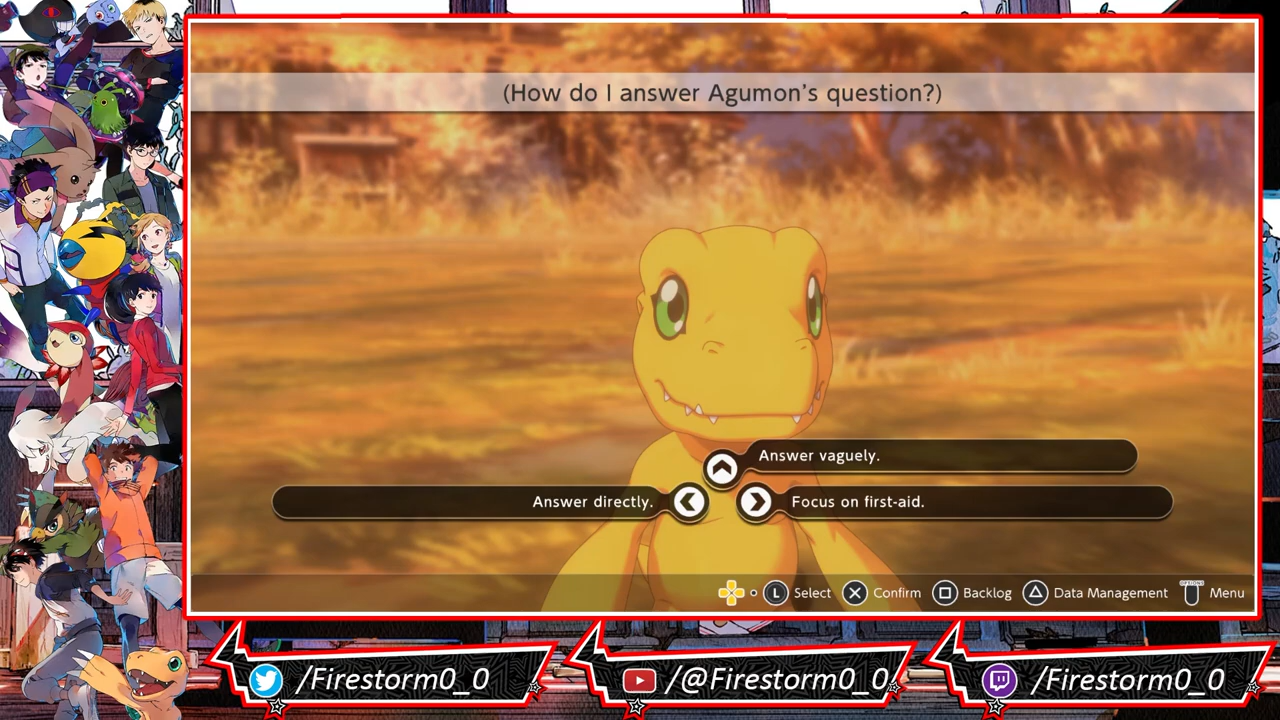 (How do I answer Agumon's question?)
Answer vaguely.
Answer directly.
Focus on first-aid.
L Select Confirm Backlog Data Management OPTIONS Menu
/Firestorm0_0 /@Firestorm0_0 /Firestorm0_0